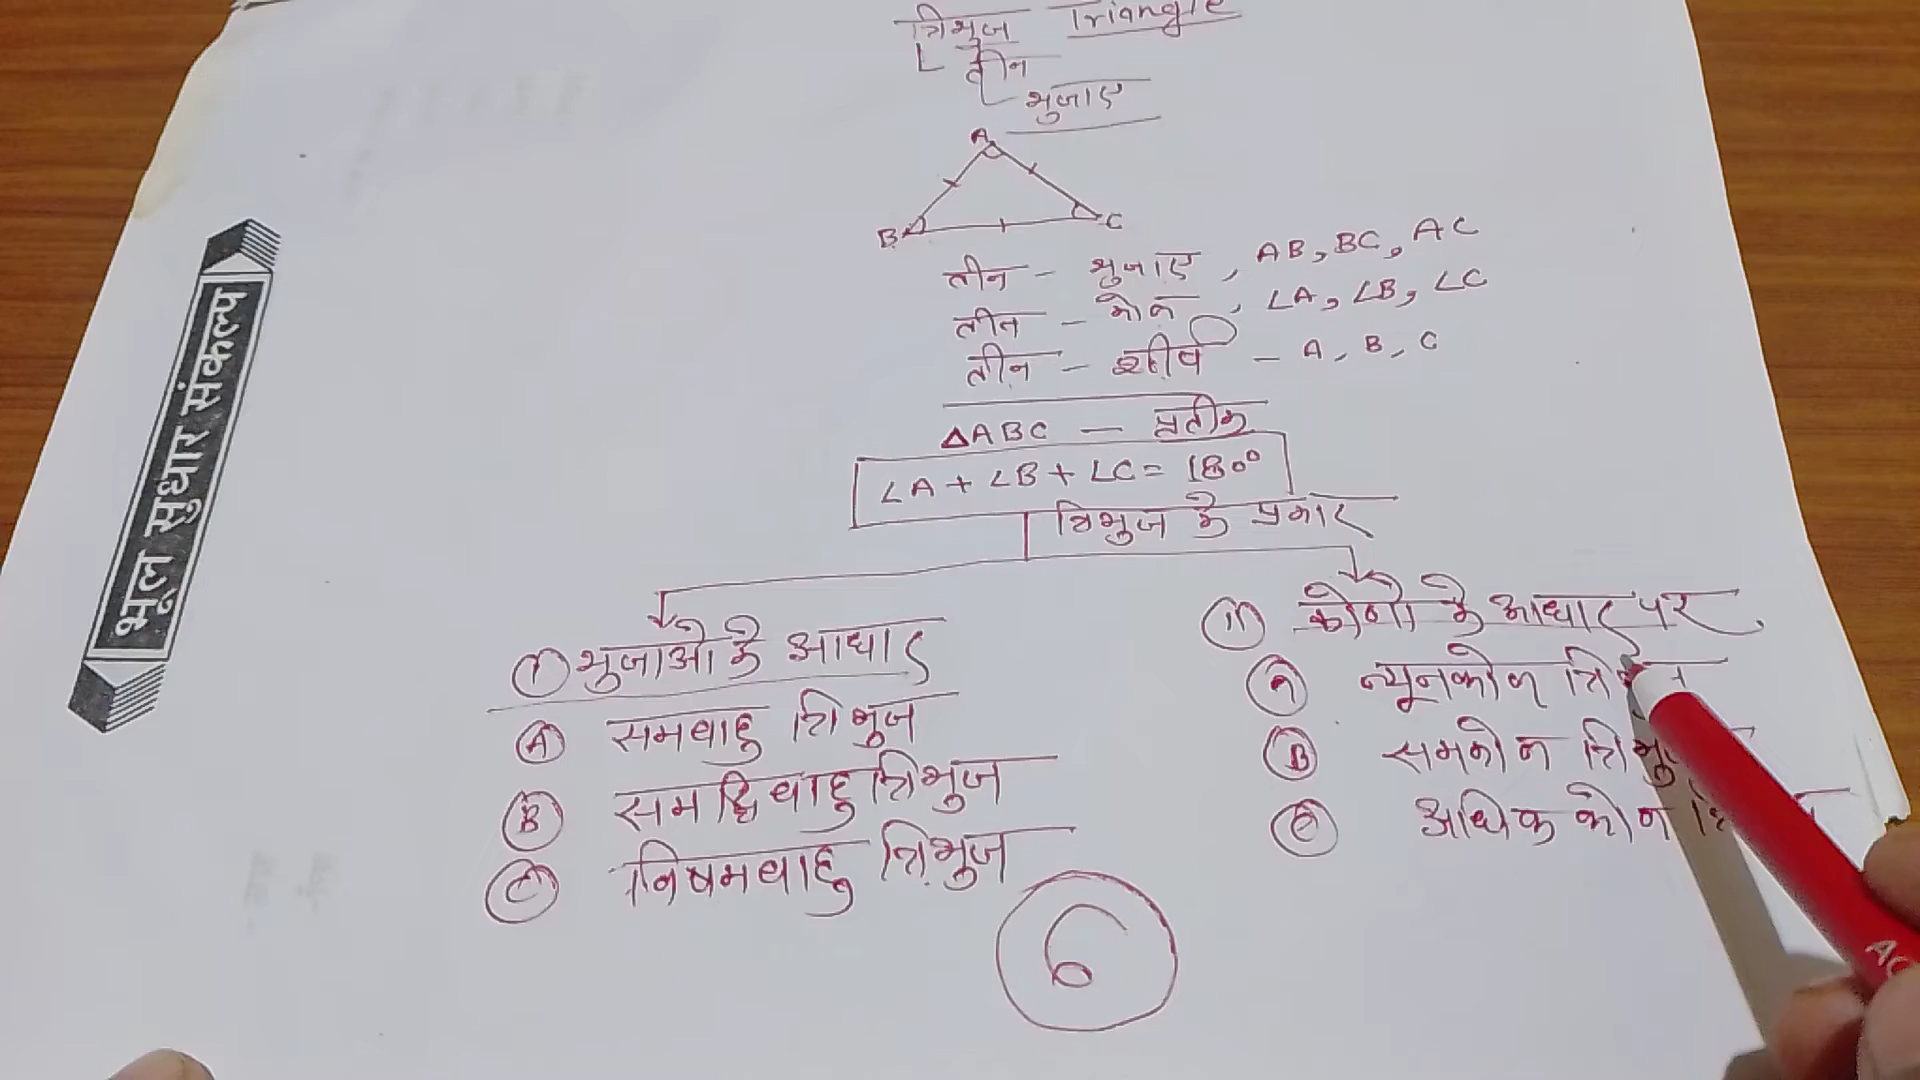 त्रिभुज Triangle
तीन
भुजाए
A
B C
तीन - भुजाए, AB, BC, AC
तीन - कोन, ∠A, ∠B, ∠C
तीन - शीर्ष - A, B, C
△ABC — प्रतीक
∠A + ∠B + ∠C = 180°
त्रिभुज के प्रकार
I भुजाओ के आधार
A समबाहु त्रिभुज
B समद्विबाहु त्रिभुज
C विषमबाहु त्रिभुज
II कोणो के आधार पर
A न्यूनकोन त्रिभुज
B समकोन त्रिभुज
अधिक कोन
6
भूल सुधार संकल्प